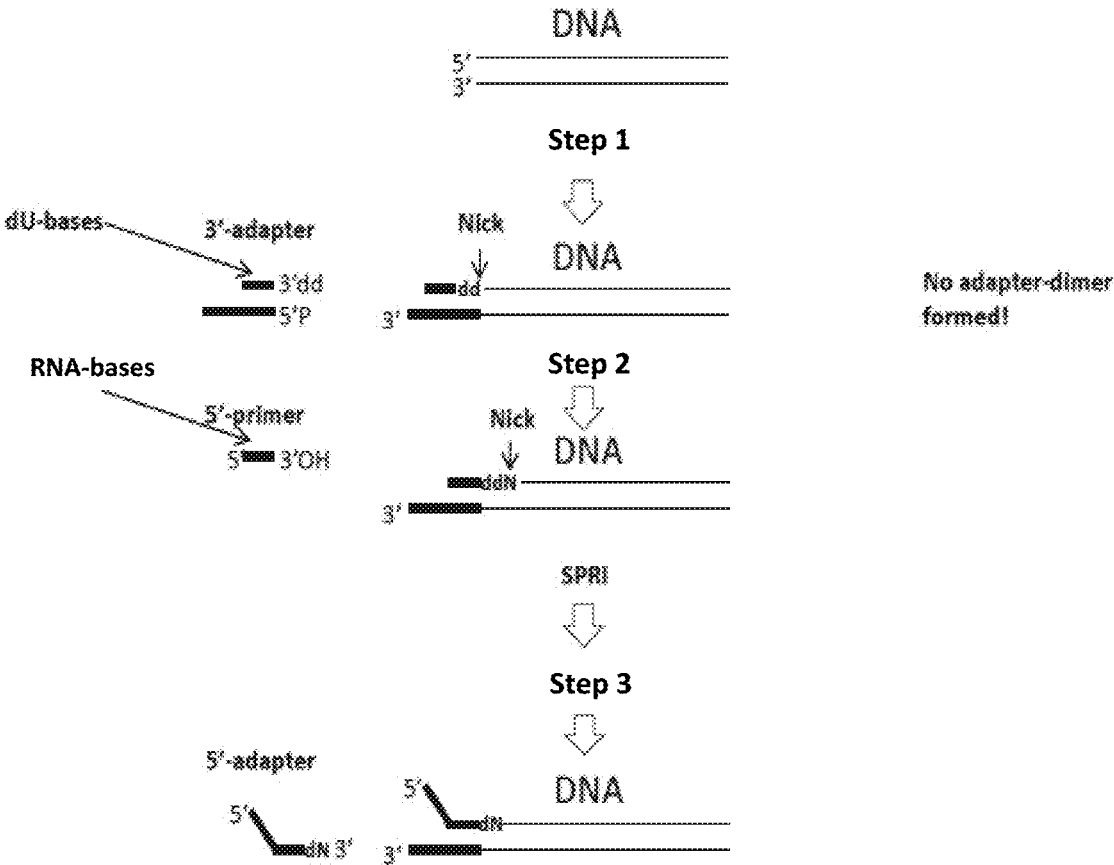 DNA
5'
3'
Step 1
dU-bases
3'-adapter
Nick
DNA
3'dd
dd
No adapter-dimer
5'P
3'
formed!
RNA-bases
Step 2
5'-primer
Nick
DNA
5' 3'OH
ddN
3'
SPRI
Step 3
5'-adapter
DNA
5'
5'
dN
dN 3'
3'